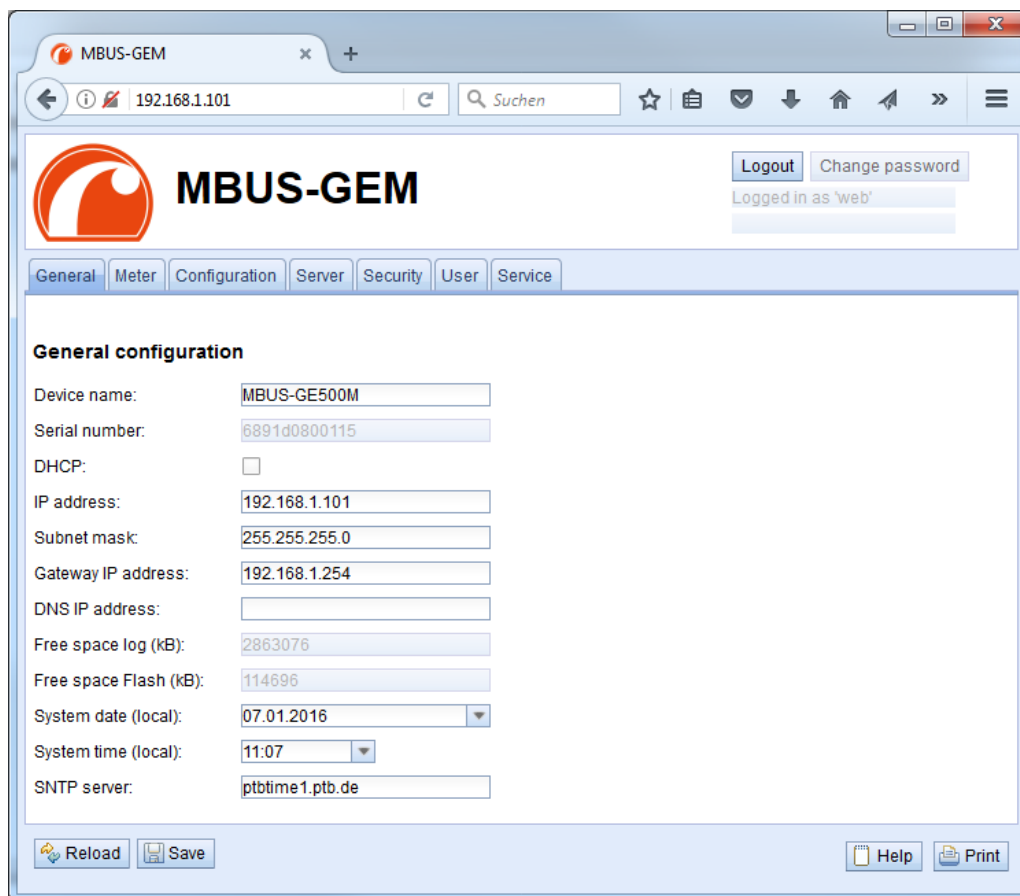 MBUS-GEM
192.168.1.101
Suchen
MBUS-GEM
Logout Change password
Logged in as 'web'
General Meter Configuration Server Security User Service
General configuration
Device name: MBUS-GE500M
Serial number: 6891d0800115
DHCP:
IP address: 192.168.1.101
Subnet mask: 255.255.255.0
Gateway IP address: 192.168.1.254
DNS IP address:
Free space log (kB): 2863076
Free space Flash (kB): 114696
System date (local): 07.01.2016
System time (local): 11:07
SNTP server: ptbtime1.ptb.de
Reload Save Help Print